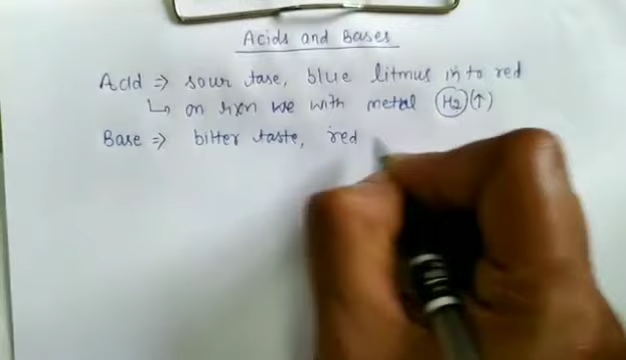 Acids and Bases
Acid => sour tase, blue litmus in to red
↳ on rxn we with metal H2 (↑)
Base => bitter taste, red